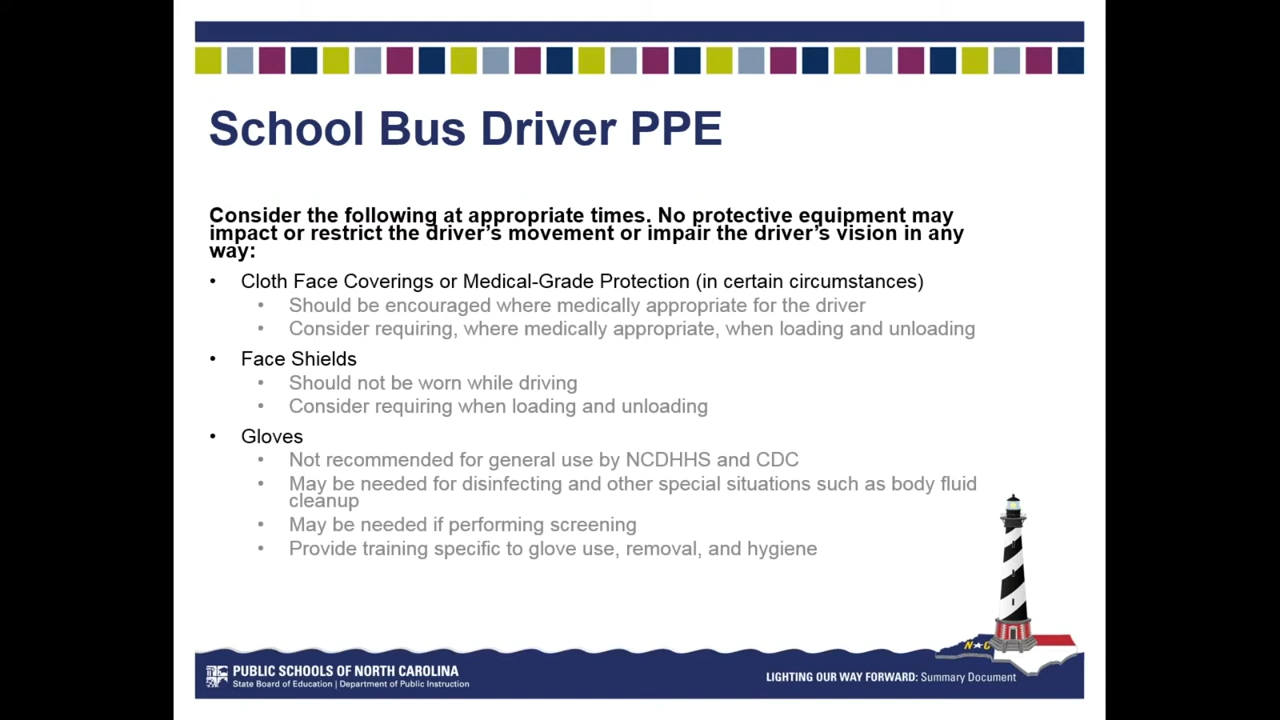 School Bus Driver PPE
Consider the following at appropriate times. No protective equipment may
impact or restrict the driver’s movement or impair the driver’s vision in any
way:
• Cloth Face Coverings or Medical-Grade Protection (in certain circumstances)
• Should be encouraged where medically appropriate for the driver
• Consider requiring, where medically appropriate, when loading and unloading
• Face Shields
• Should not be worn while driving
• Consider requiring when loading and unloading
• Gloves
• Not recommended for general use by NCDHHS and CDC
• May be needed for disinfecting and other special situations such as body fluid
cleanup
• May be needed if performing screening
• Provide training specific to glove use, removal, and hygiene
N★C
PUBLIC SCHOOLS OF NORTH CAROLINA
State Board of Education | Department of Public Instruction
LIGHTING OUR WAY FORWARD: Summary Document